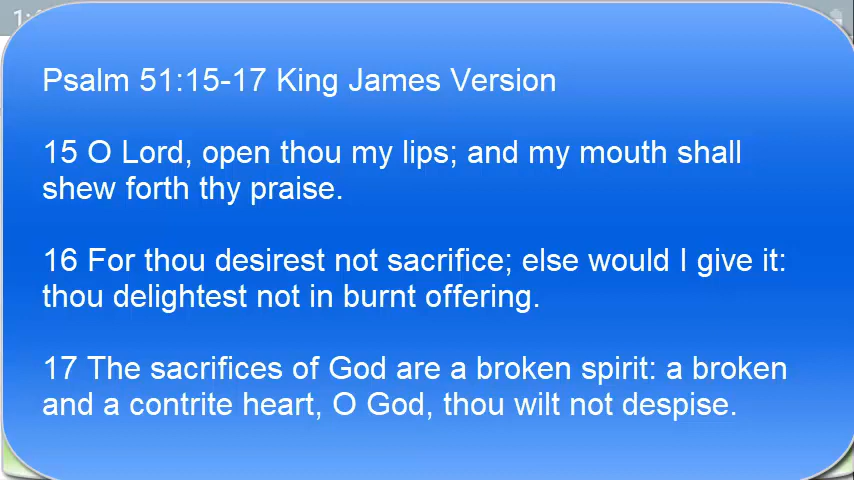 Psalm 51:15-17 King James Version
15 O Lord, open thou my lips; and my mouth shall
shew forth thy praise.
16 For thou desirest not sacrifice; else would I give it:
thou delightest not in burnt offering.
17 The sacrifices of God are a broken spirit: a broken
and a contrite heart, O God, thou wilt not despise.